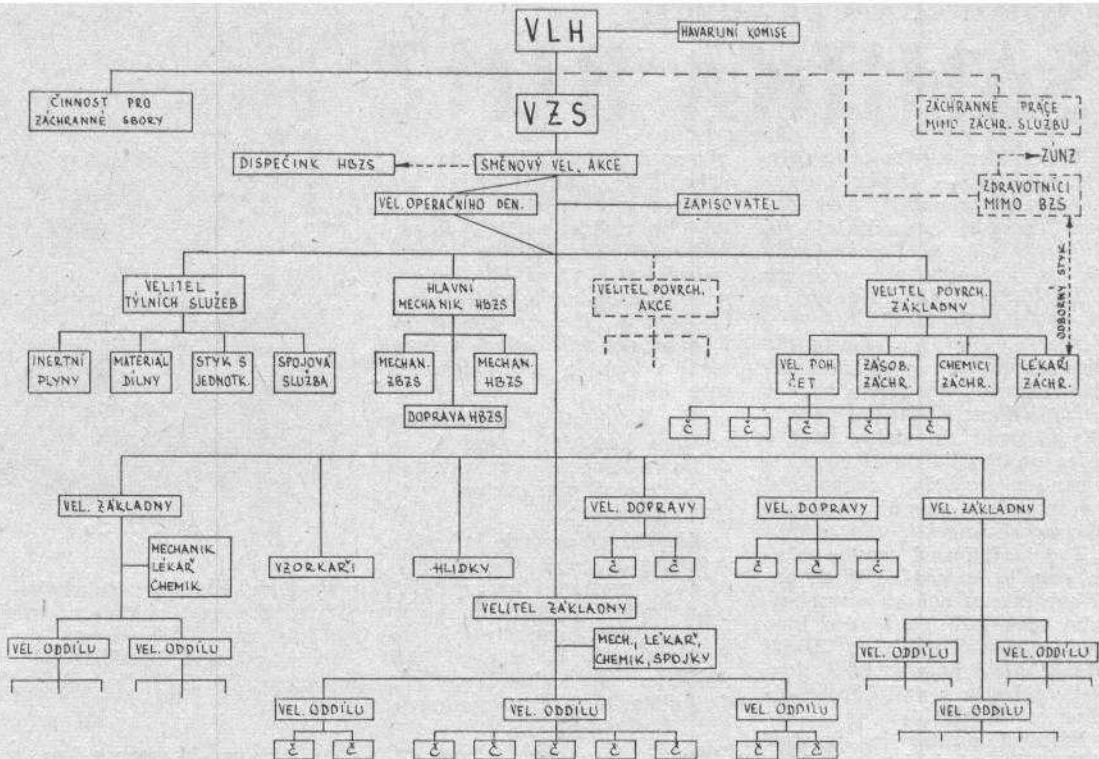 VLH
HAVARIJNÍ KOMISE
ČINNOST PRO
ZÁCHRANNÉ SBORY
VZS
ZÁCHRANNÉ PRÁCE
MIMO ZÁCHR. SLUŽBU
DISPEČINK HBZS
SMĚNOVÝ VEL. AKCE
ZÚNZ
VEL. OPERAČNÍHO DEN.
ZAPISOVATEL
ZDRAVOTNÍCI
MIMO BZS
ODBORNÝ STYK
VELITEL
TÝLNÍCH SLUŽEB
HLAVNÍ
MECHANIK HBZS
VELITEL POVRCH.
AKCE
VELITEL POVRCH.
ZÁKLADNY
INERTNÍ
PLYNY
MATERIÁL
DÍLNY
STYK S
JEDNOTK.
SPOJOVÁ
SLUŽBA
MECHAN.
ZBZS
MECHAN.
HBZS
VEL. POH.
ČET
ZÁSOB.
ZÁCHR.
CHEMICI
ZÁCHR.
LÉKAŘI
ZÁCHR.
DOPRAVA HBZS
Č Č Č Č Č
VEL. ZÁKLADNY
VEL. DOPRAVY
VEL. DOPRAVY
VEL. ZÁKLADNY
MECHANIK
LÉKAŘ
CHEMIK
VZORKAŘI
HLÍDKY
Č Č
Č Č Č
VELITEL ZÁKLADNY
MECH., LÉKAŘ,
CHEMIK, SPOJKY
VEL. ODDÍLU
VEL. ODDÍLU
VEL. ODDÍLU
VEL. ODDÍLU
VEL. ODDÍLU
VEL. ODDÍLU
VEL. ODDÍLU
VEL. ODDÍLU
Č Č
Č Č Č Č Č
Č Č